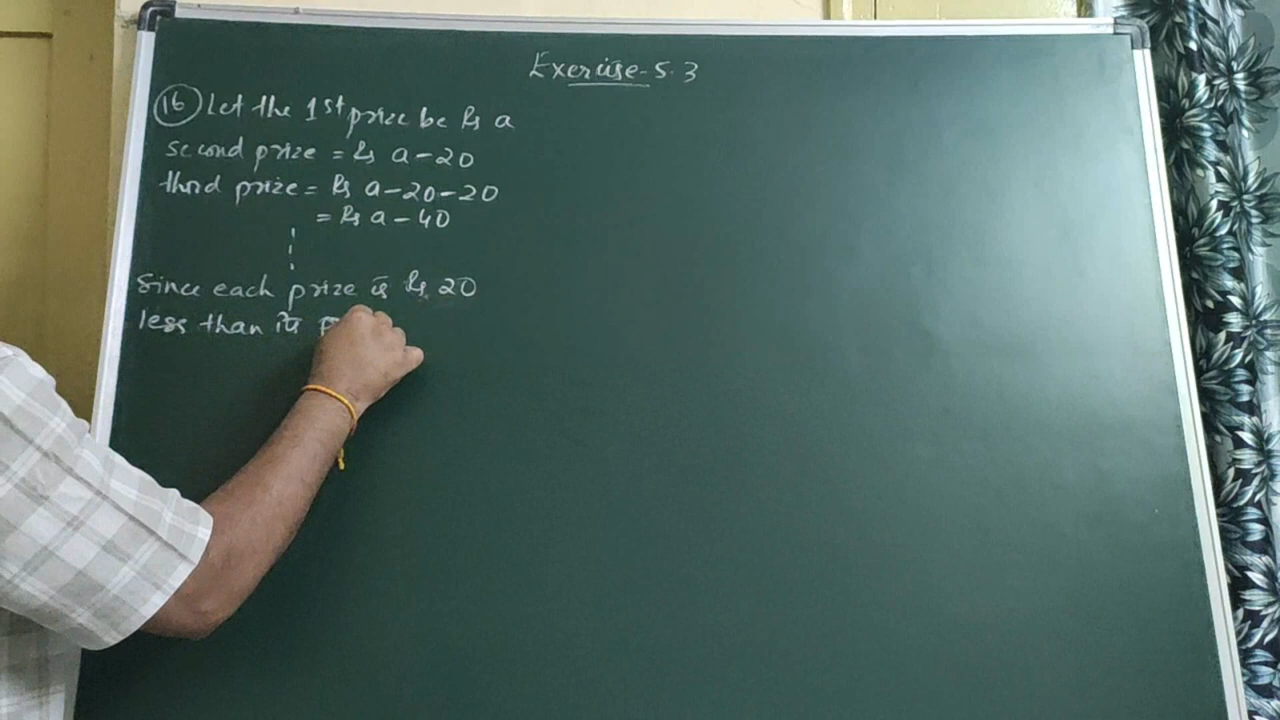 Exercise-5.3
16 Let the 1st prize be Rs a
second prize = Rs a-20
third prize = Rs a-20-20
= Rs a-40
Since each prize is Rs 20
less than its